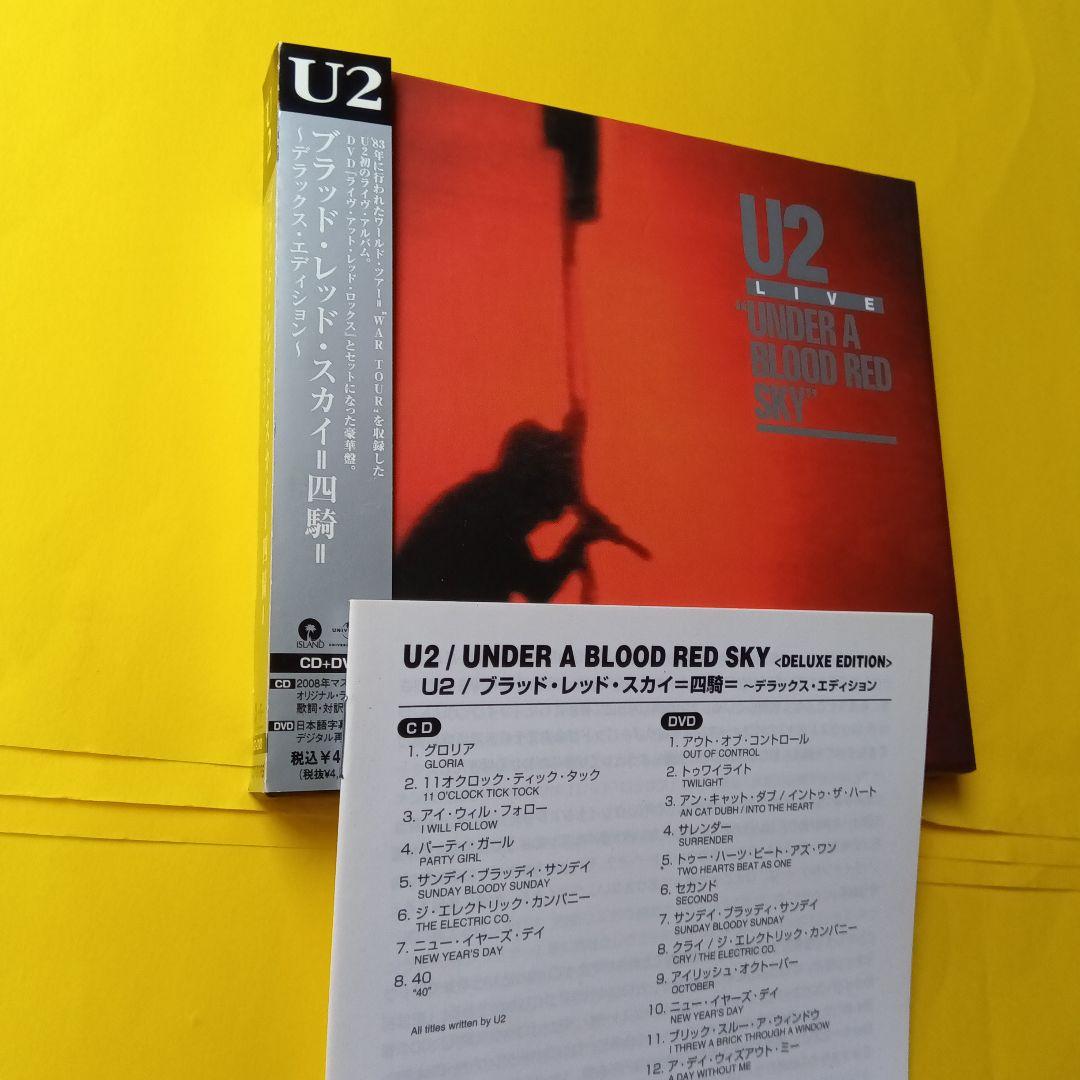 U2
ブラッド・レッド・スカイ=四騎=
~デラックス・エディション~
'83年に行われたワールド・ツアー=“WAR TOUR”を収録した
U2初のライヴ・アルバム。
DVD「ライヴ・アット・レッド・ロックス」とセットになった豪華盤。
ISLAND
CD+DV
CD 2008年マス
オリジナル・ラ
歌詞・対訳
DVD 日本語字幕
デジタル再
税込¥4
(税抜¥4,
U2
LIVE
“UNDER A
BLOOD RED
SKY”
U2 / UNDER A BLOOD RED SKY <DELUXE EDITION>
U2 / ブラッド・レッド・スカイ=四騎= ~デラックス・エディション
CD
1. グロリア
GLORIA
2. 11オクロック・ティック・タック
11 O'CLOCK TICK TOCK
3. アイ・ウィル・フォロー
I WILL FOLLOW
4. パーティ・ガール
PARTY GIRL
5. サンデイ・ブラッディ・サンデイ
SUNDAY BLOODY SUNDAY
6. ジ・エレクトリック・カンパニー
THE ELECTRIC CO.
7. ニュー・イヤーズ・デイ
NEW YEAR'S DAY
8. 40
“40”
All titles written by U2
DVD
1. アウト・オブ・コントロール
OUT OF CONTROL
2. トゥワイライト
TWILIGHT
3. アン・キャット・ダブ / イントゥ・ザ・ハート
AN CAT DUBH / INTO THE HEART
4. サレンダー
SURRENDER
5. トゥー・ハーツ・ビート・アズ・ワン
TWO HEARTS BEAT AS ONE
6. セカンド
SECONDS
7. サンデイ・ブラッディ・サンデイ
SUNDAY BLOODY SUNDAY
8. クライ / ジ・エレクトリック・カンパニー
CRY / THE ELECTRIC CO.
9. アイリッシュ・オクトーバー
OCTOBER
10. ニュー・イヤーズ・デイ
NEW YEAR'S DAY
11. ブリック・スルー・ア・ウィンドウ
I THREW A BRICK THROUGH A WINDOW
12. ア・デイ・ウィズアウト・ミー
A DAY WITHOUT ME